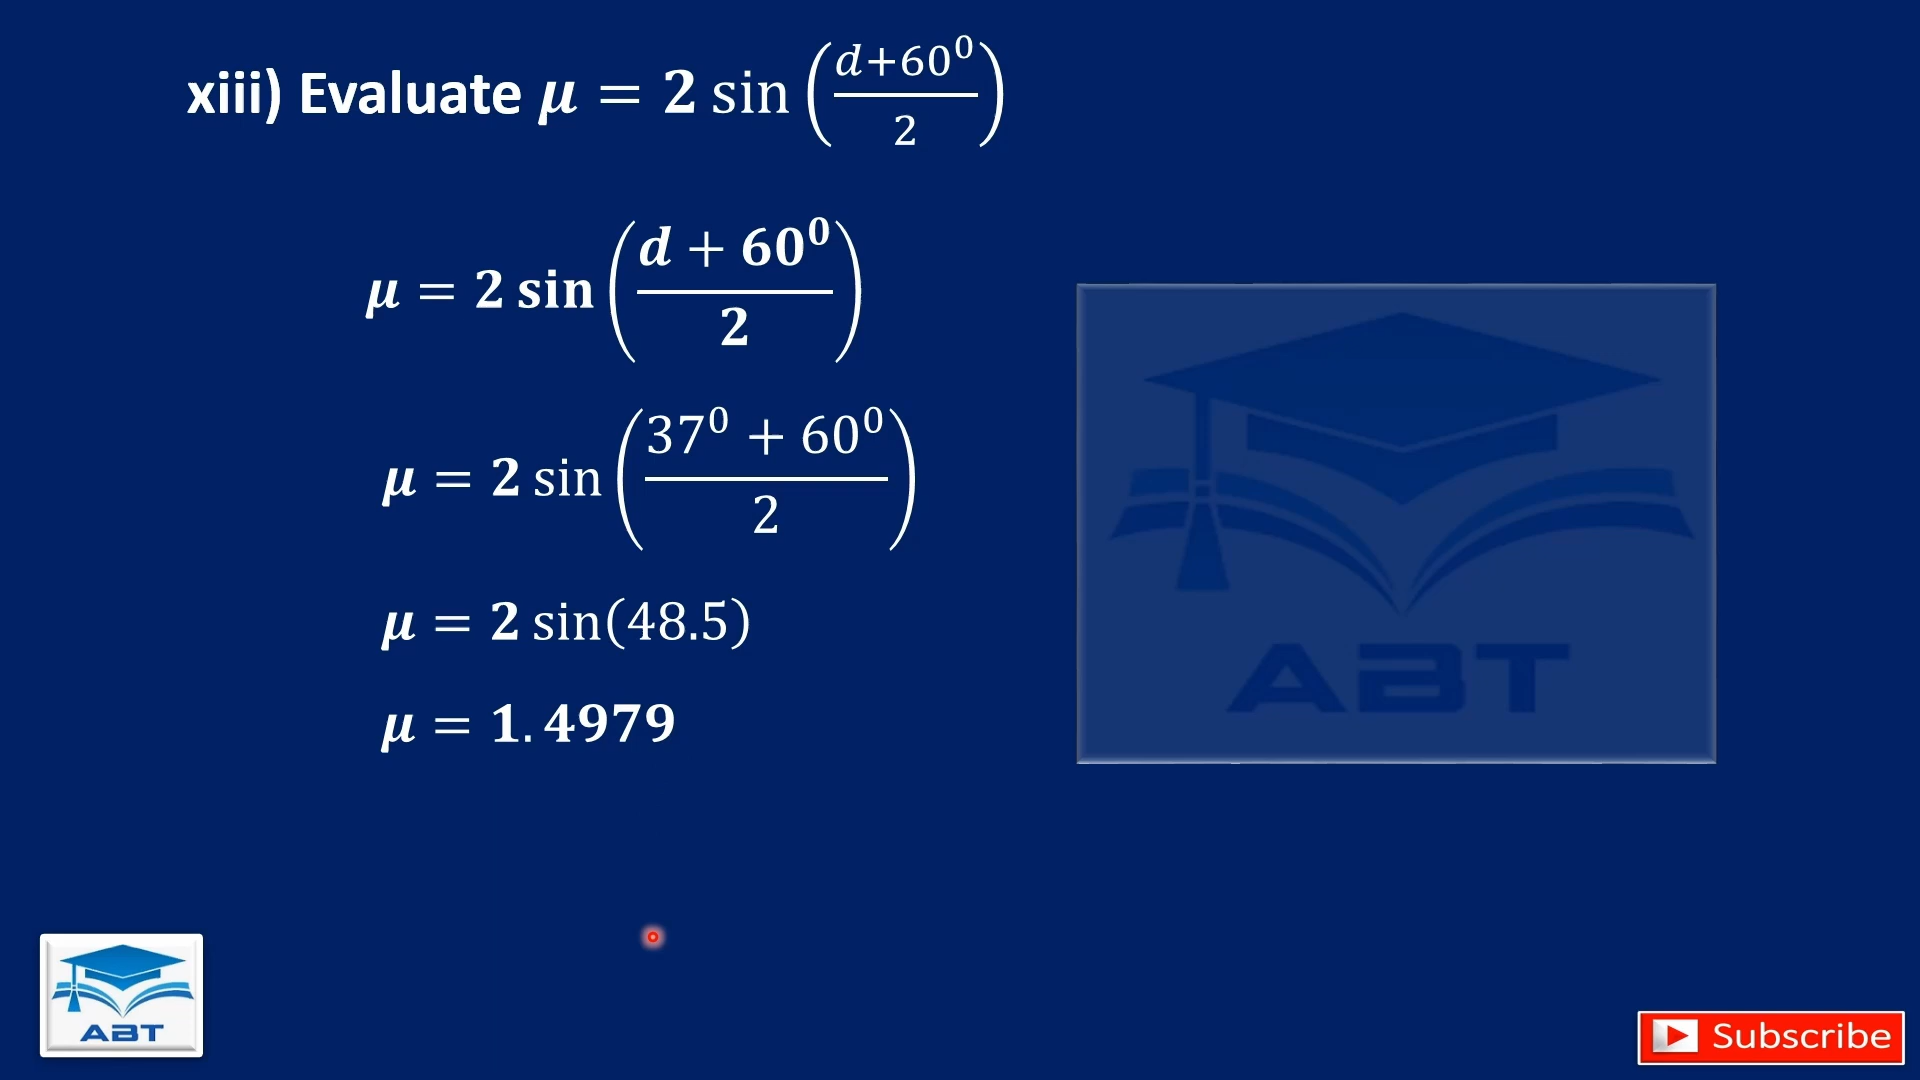 xiii) Evaluate μ = 2 sin((d+60⁰)/2)
μ = 2 sin((d + 60⁰)/2)
μ = 2 sin((37⁰ + 60⁰)/2)
μ = 2 sin(48.5)
μ = 1.4979
ABT
ABT
Subscribe